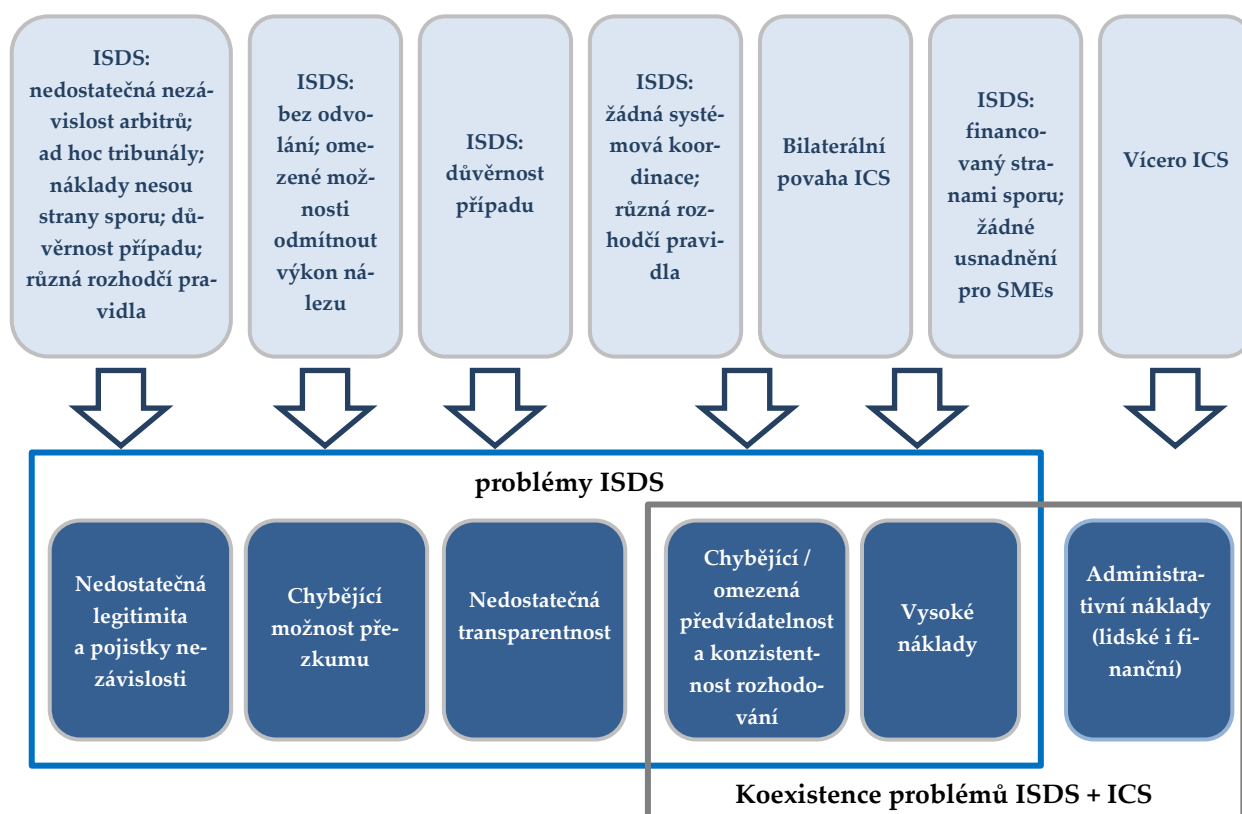 ISDS:
nedostatečná nezá-
vislost arbitrů;
ad hoc tribunály;
náklady nesou
strany sporu; dů-
věrnost případu;
různá rozhodčí pra-
vidla
ISDS:
bez odvo-
lání; ome-
zené mož-
nosti
odmítnout
výkon ná-
lezu
ISDS:
důvěrnost
případu
ISDS:
žádná systé-
mová koor-
dinace;
různá roz-
hodčí pravi-
dla
Bilaterální
povaha ICS
ISDS:
financo-
vaný stra-
nami sporu;
žádné
usnadnění
pro SMEs
Vícero ICS
problémy ISDS
Nedostatečná
legitimita
a pojistky ne-
závislosti
Chybějící
možnost pře-
zkumu
Nedostatečná
transparentnost
Chybějící /
omezená
předvídatelnost
a konzistent-
nost rozhodo-
vání
Vysoké
náklady
Administra-
tivní náklady
(lidské i fi-
nanční)
Koexistence problémů ISDS + ICS